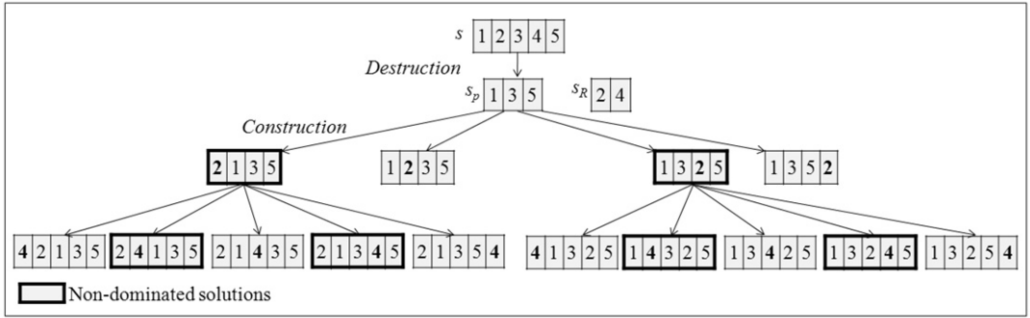 s 1 2 3 4 5
Destruction
sp 1 3 5 sR 2 4
Construction
2 1 3 5 1 2 3 5 1 3 2 5 1 3 5 2
4 2 1 3 5 2 4 1 3 5 2 1 4 3 5 2 1 3 4 5 2 1 3 5 4 4 1 3 2 5 1 4 3 2 5 1 3 4 2 5 1 3 2 4 5 1 3 2 5 4
Non-dominated solutions